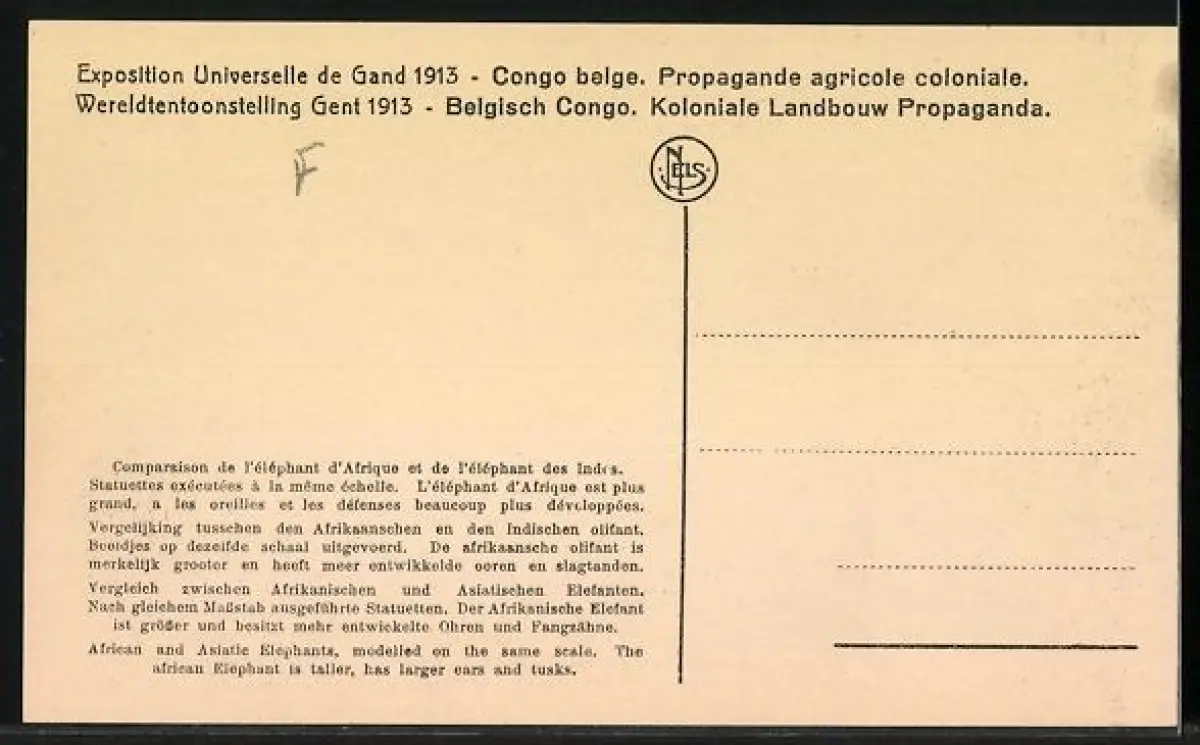 Exposition Universelle de Gand 1913 - Congo belge. Propagande agricole coloniale.
Wereldtentoonstelling Gent 1913 - Belgisch Congo. Koloniale Landbouw Propaganda.
F
NELS
Comparaison de l'éléphant d'Afrique et de l'éléphant des Indes.
Statuettes exécutées à la même échelle. L'éléphant d'Afrique est plus
grand, a les oreilles et les défenses beaucoup plus développées.
Vergelijking tusschen den Afrikaanschen en den Indischen olifant.
Beeldjes op dezelfde schaal uitgevoerd. De afrikaansche olifant is
merkelijk grooter en heeft meer entwikkelde ooren en slagtanden.
Vergleich zwischen Afrikanischen und Asiatischen Elefanten.
Nach gleichem Maßstab ausgeführte Statuetten. Der Afrikanische Elefant
ist größer und besitzt mehr entwickelte Ohren und Fangzähne.
African and Asiatic Elephants, modelled on the same scale. The
african Elephant is taller, has larger ears and tusks.